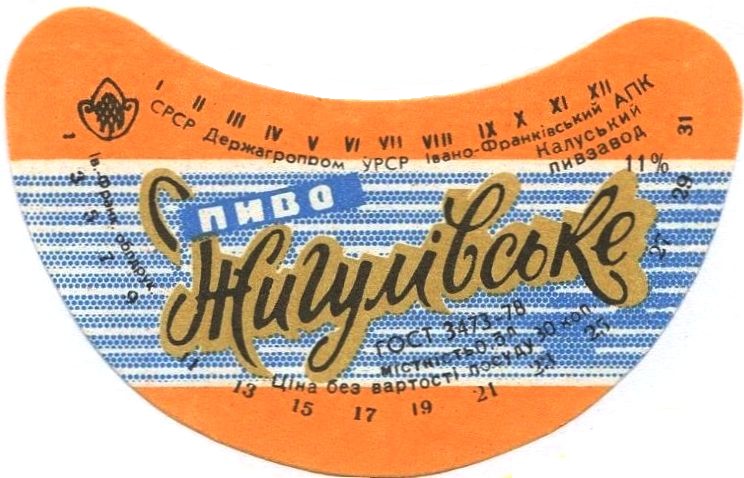 I II III IV V VI VII VIII IX X XI XII
СРСР Держагропром УРСР Івано-Франківський АПК
Калуський
пивзавод
11%
ПИВО
Жигулівське
ГОСТ 3473-78
місткість 0,5л
Ціна без вартості посуду 30 коп
Ів.-Франк.
1 3 5 7 9 11 13 15 17 19 21 23 25 27 29 31